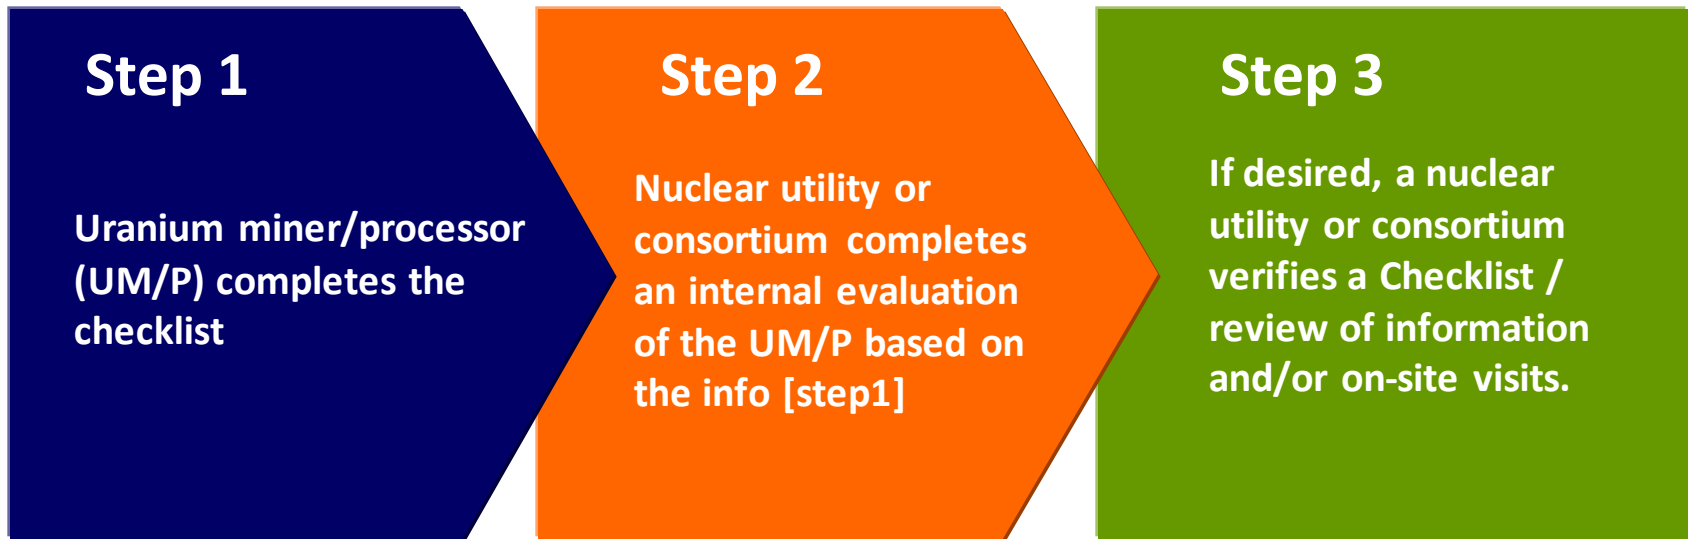 Step 1
Uranium miner/processor
(UM/P) completes the
checklist
Step 2
Nuclear utility or
consortium completes
an internal evaluation
of the UM/P based on
the info [step1]
Step 3
If desired, a nuclear
utility or consortium
verifies a Checklist /
review of information
and/or on-site visits.